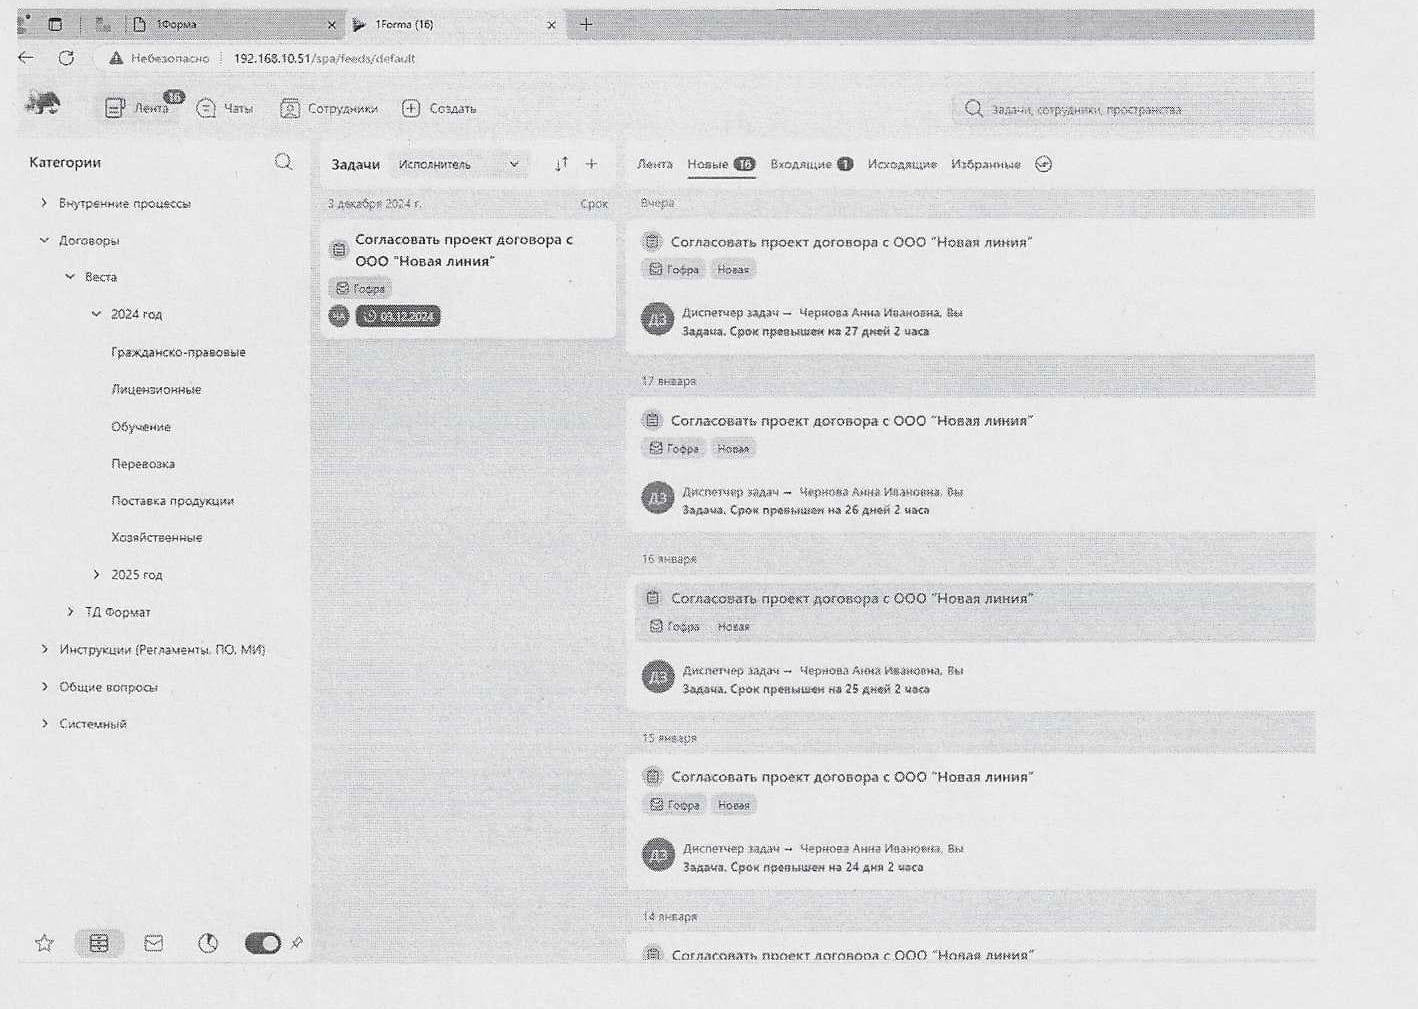 1Форма
1Forma (16)
Небезопасно
192.168.10.51/spa/feeds/default
Лента 16
Чаты
Сотрудники
Создать
Задачи, сотрудники, пространства
Категории
Внутренние процессы
Договоры
Веста
2024 год
Гражданско-правовые
Лицензионные
Обучение
Перевозка
Поставка продукции
Хозяйственные
2025 год
ТД Формат
Инструкции (Регламенты, ПО, МИ)
Общие вопросы
Системный
Задачи Исполнитель
3 декабря 2024 г. Срок
Согласовать проект договора с
ООО "Новая линия"
Гофра
ЧА 03.12.2024
Лента Новые 16 Входящие 1 Исходящие Избранные
Вчера
Согласовать проект договора с ООО "Новая линия"
Гофра Новая
ДЗ
Диспетчер задач → Чернова Анна Ивановна, Вы
Задача. Срок превышен на 27 дней 2 часа
17 января
Согласовать проект договора с ООО "Новая линия"
Гофра Новая
ДЗ
Диспетчер задач → Чернова Анна Ивановна, Вы
Задача. Срок превышен на 26 дней 2 часа
16 января
Согласовать проект договора с ООО "Новая линия"
Гофра Новая
ДЗ
Диспетчер задач → Чернова Анна Ивановна, Вы
Задача. Срок превышен на 25 дней 2 часа
15 января
Согласовать проект договора с ООО "Новая линия"
Гофра Новая
ДЗ
Диспетчер задач → Чернова Анна Ивановна, Вы
Задача. Срок превышен на 24 дня 2 часа
14 января
Согласовать проект договора с ООО "Новая линия"